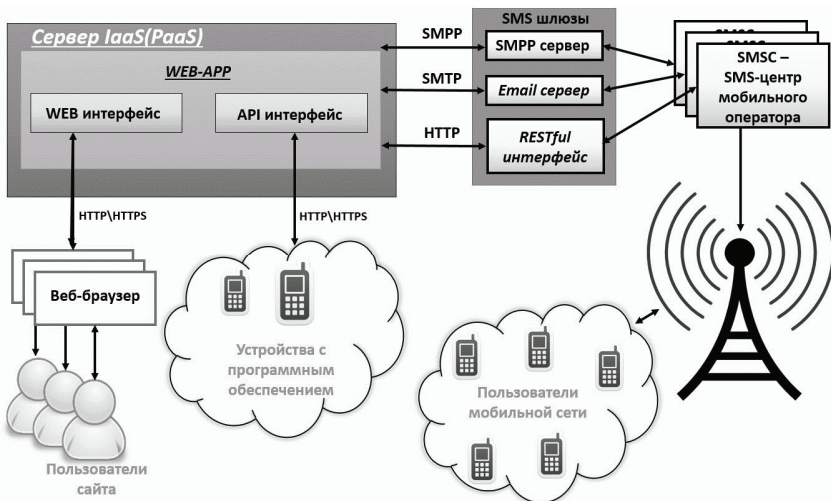 Сервер IaaS(PaaS)
WEB-APP
WEB интерфейс
API интерфейс
SMPP
SMTP
HTTP
SMS шлюзы
SMPP сервер
Email сервер
RESTful
интерфейс
SMSC –
SMS-центр
мобильного
оператора
HTTP\HTTPS
HTTP\HTTPS
Веб-браузер
Устройства с
программным
обеспечением
Пользователи
мобильной сети
Пользователи
сайта